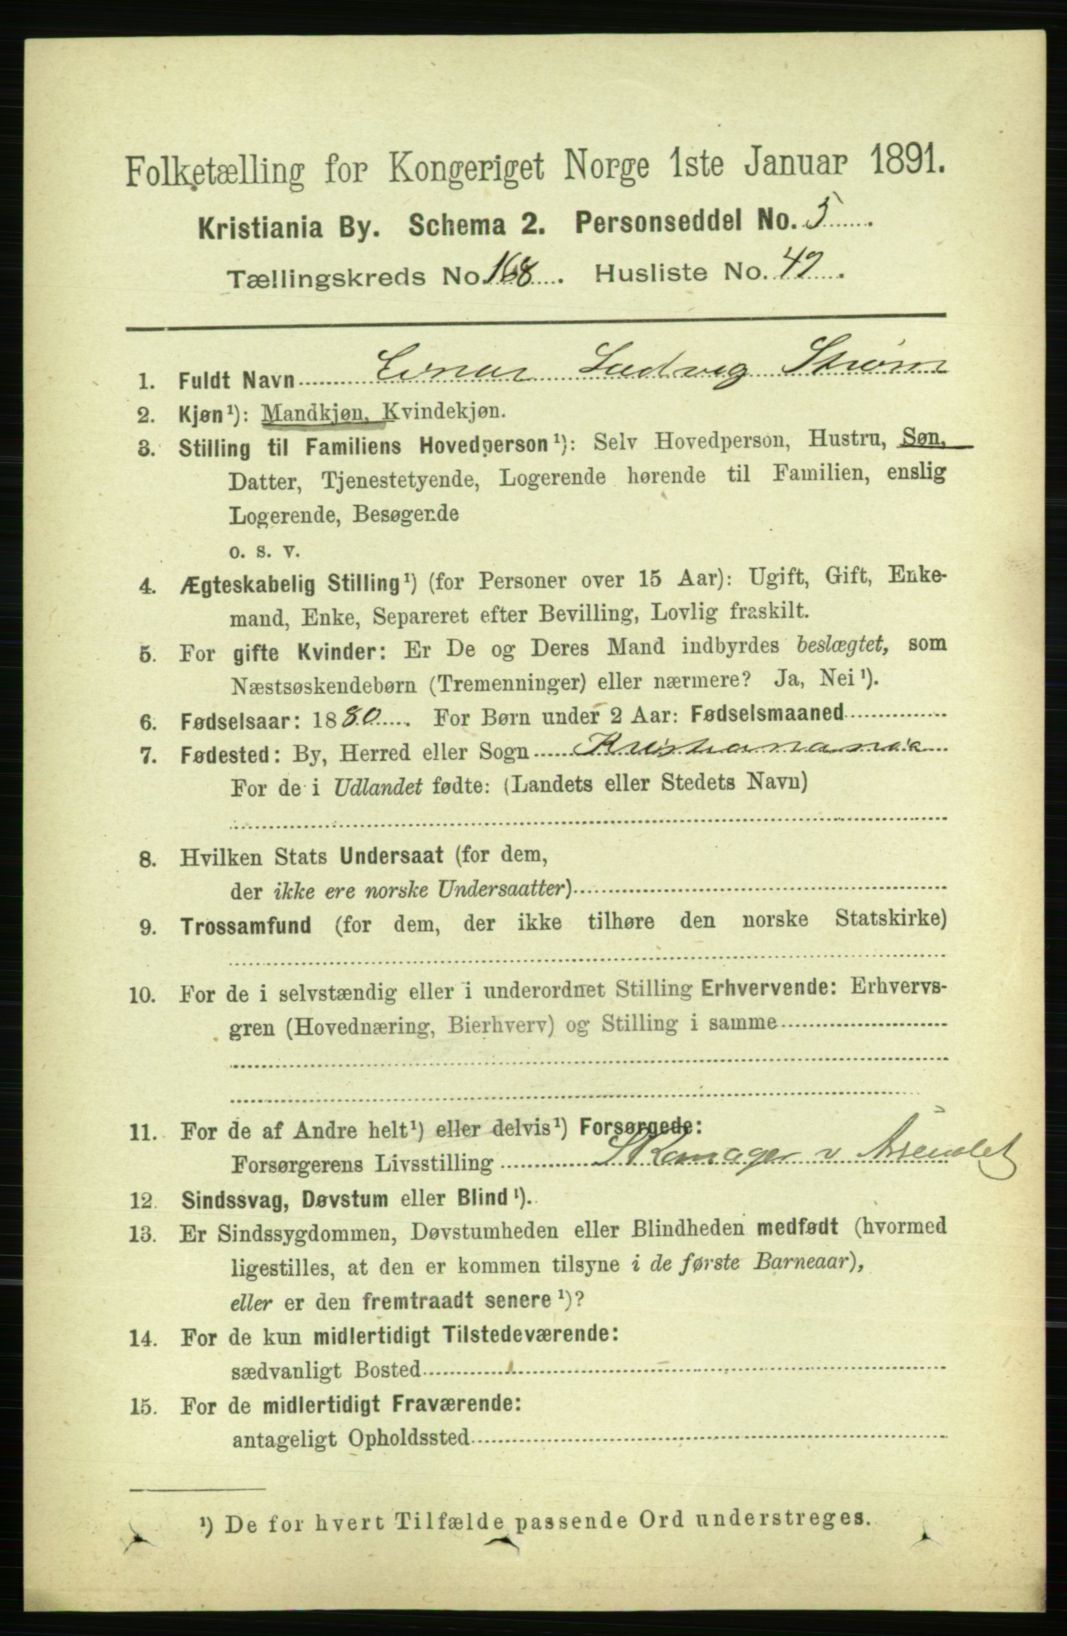 Folketælling for Kongeriget Norge 1ste Januar 1891.
Kristiania By. Schema 2. Personseddel No. 5
Tællingskreds No. 168. Husliste No. 42.
1. Fuldt Navn Einar Ludvig Strøm
2. Kjøn¹): Mandkjøn, Kvindekjøn.
3. Stilling til Familiens Hovedperson¹): Selv Hovedperson, Hustru, Søn,
Datter, Tjenestetyende, Logerende hørende til Familien, enslig
Logerende, Besøgende
o. s. v.
4. Ægteskabelig Stilling¹) (for Personer over 15 Aar): Ugift, Gift, Enke-
mand, Enke, Separeret efter Bevilling, Lovlig fraskilt.
5. For gifte Kvinder: Er De og Deres Mand indbyrdes beslægtet, som
Næstsøskendebørn (Tremenninger) eller nærmere? Ja, Nei¹).
6. Fødselsaar: 1880. For Børn under 2 Aar: Fødselsmaaned
7. Fødested: By, Herred eller Sogn
For de i Udlandet fødte: (Landets eller Stedets Navn)
8. Hvilken Stats Undersaat (for dem,
der ikke ere norske Undersaatter)
9. Trossamfund (for dem, der ikke tilhøre den norske Statskirke)
10. For de i selvstændig eller i underordnet Stilling Erhvervende: Erhvervs-
gren (Hovednæring, Bierhverv) og Stilling i samme
11. For de af Andre helt¹) eller delvis¹) Forsørgede:
Forsørgerens Livsstilling Skomager v Arsenalet
12. Sindssvag, Døvstum eller Blind¹).
13. Er Sindssygdommen, Døvstumheden eller Blindheden medfødt (hvormed
ligestilles, at den er kommen tilsyne i de første Barneaar),
eller er den fremtraadt senere¹)?
14. For de kun midlertidigt Tilstedeværende:
sædvanligt Bosted
15. For de midlertidigt Fraværende:
antageligt Opholdssted
¹) De for hvert Tilfælde passende Ord understreges.